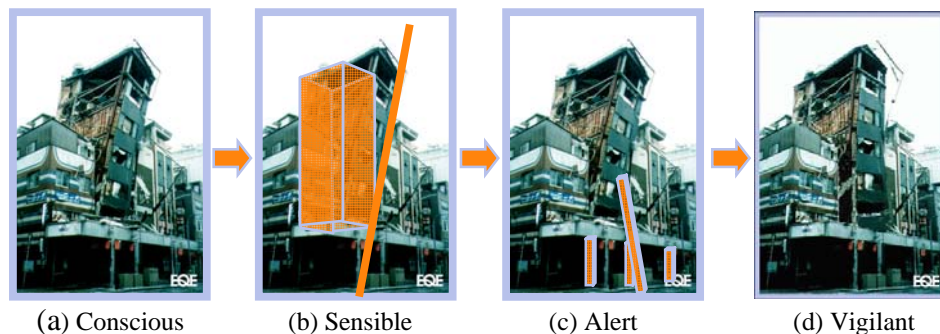 EQE EQE EQE EQE
(a) Conscious (b) Sensible (c) Alert (d) Vigilant